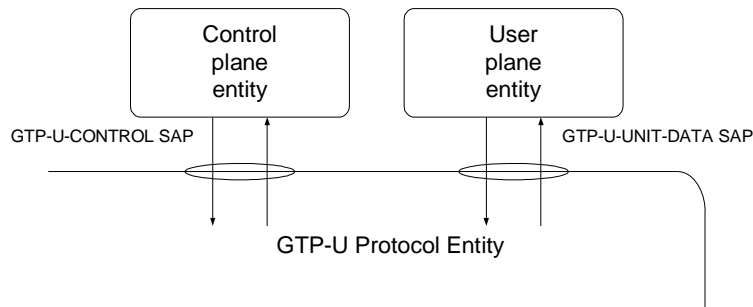 Control
plane
entity
User
plane
entity
GTP-U-CONTROL SAP
GTP-U-UNIT-DATA SAP
GTP-U Protocol Entity